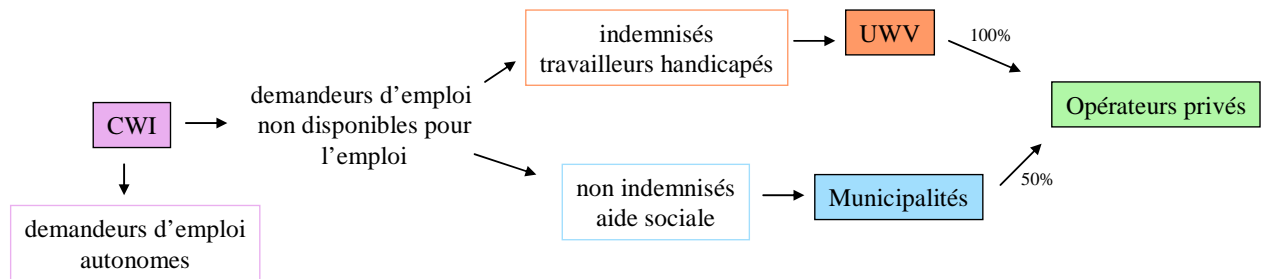 CWI
demandeurs d’emploi
autonomes
demandeurs d’emploi
non disponibles pour
l’emploi
indemnisés
travailleurs handicapés
UWV
100%
non indemnisés
aide sociale
Municipalités
50%
Opérateurs privés